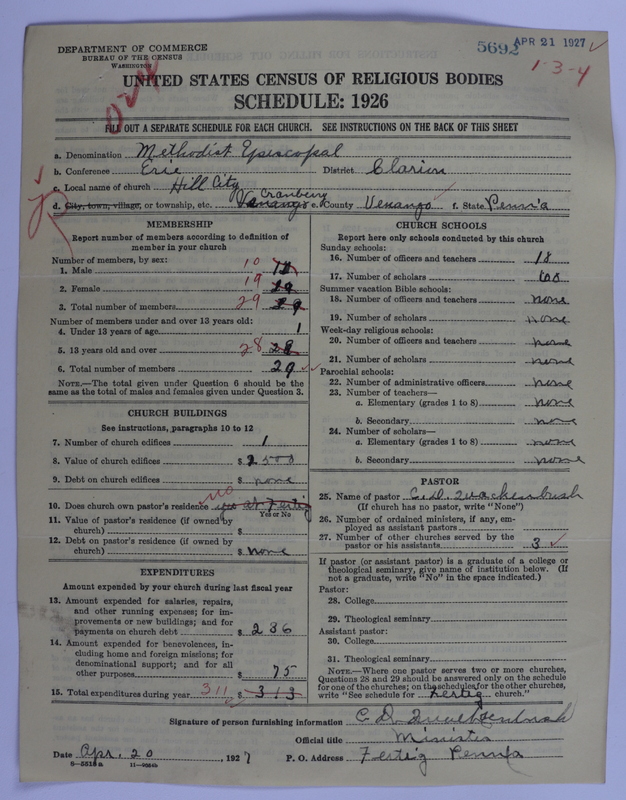 DEPARTMENT OF COMMERCE
BUREAU OF THE CENSUS
WASHINGTON
5692 APR 21 1927
1-3-4
UNITED STATES CENSUS OF RELIGIOUS BODIES
SCHEDULE: 1926
FILL OUT A SEPARATE SCHEDULE FOR EACH CHURCH. SEE INSTRUCTIONS ON THE BACK OF THIS SHEET
a. Denomination Methodist Episcopal
b. Conference Erie District Clarion
c. Local name of church Hill City
d. City, town, village, or township, etc. Venango Cranberry e. County Venango f. State Penn'a
MEMBERSHIP
Report number of members according to definition of
member in your church
Number of members, by sex:
1. Male 10
2. Female 19 29
3. Total number of members 29 29
Number of members under and over 13 years old:
4. Under 13 years of age 1
5. 13 years old and over 28 28
6. Total number of members 29
NOTE.—The total given under Question 6 should be the
same as the total of males and females given under Question 3.
CHURCH BUILDINGS
See instructions, paragraphs 10 to 12
7. Number of church edifices 1
8. Value of church edifices $ 2500
9. Debt on church edifices $ none
10. Does church own pastor's residence no yes at Fertig
Yes or No
11. Value of pastor's residence (if owned by
church) $
12. Debt on pastor's residence (if owned by
church) $ none
EXPENDITURES
Amount expended by your church during last fiscal year
13. Amount expended for salaries, repairs,
and other running expenses; for im-
provements or new buildings; and for
payments on church debt $ 236
14. Amount expended for benevolences, in-
cluding home and foreign missions; for
denominational support; and for all
other purposes $ 75
15. Total expenditures during year 311 $ 313
CHURCH SCHOOLS
Report here only schools conducted by this church
Sunday schools:
16. Number of officers and teachers 18
17. Number of scholars
Summer vacation Bible schools:
18. Number of officers and teachers none
19. Number of scholars none
Week-day religious schools:
20. Number of officers and teachers none
21. Number of scholars none
Parochial schools:
22. Number of administrative officers none
23. Number of teachers—
a. Elementary (grades 1 to 8) none
b. Secondary none
24. Number of scholars—
a. Elementary (grades 1 to 8) none
b. Secondary none
PASTOR
25. Name of pastor C. D.
(If church has no pastor, write "None")
26. Number of ordained ministers, if any, em-
ployed as assistant pastors
27. Number of other churches served by the
pastor or his assistants 3
If pastor (or assistant pastor) is a graduate of a college or
theological seminary, give name of institution below. (If
not a graduate, write "No" in the space indicated.)
Pastor:
28. College
29. Theological seminary
Assistant pastor:
30. College
31. Theological seminary
NOTE.—Where one pastor serves two or more churches,
Questions 28 and 29 should be answered only on the schedule
for one of the churches; on the schedules for the other churches,
write "See schedule for Fertig church."
Signature of person furnishing information C. D.
Official title Minister
Date Apr. 20, 1927 P. O. Address Fertig Penn'a